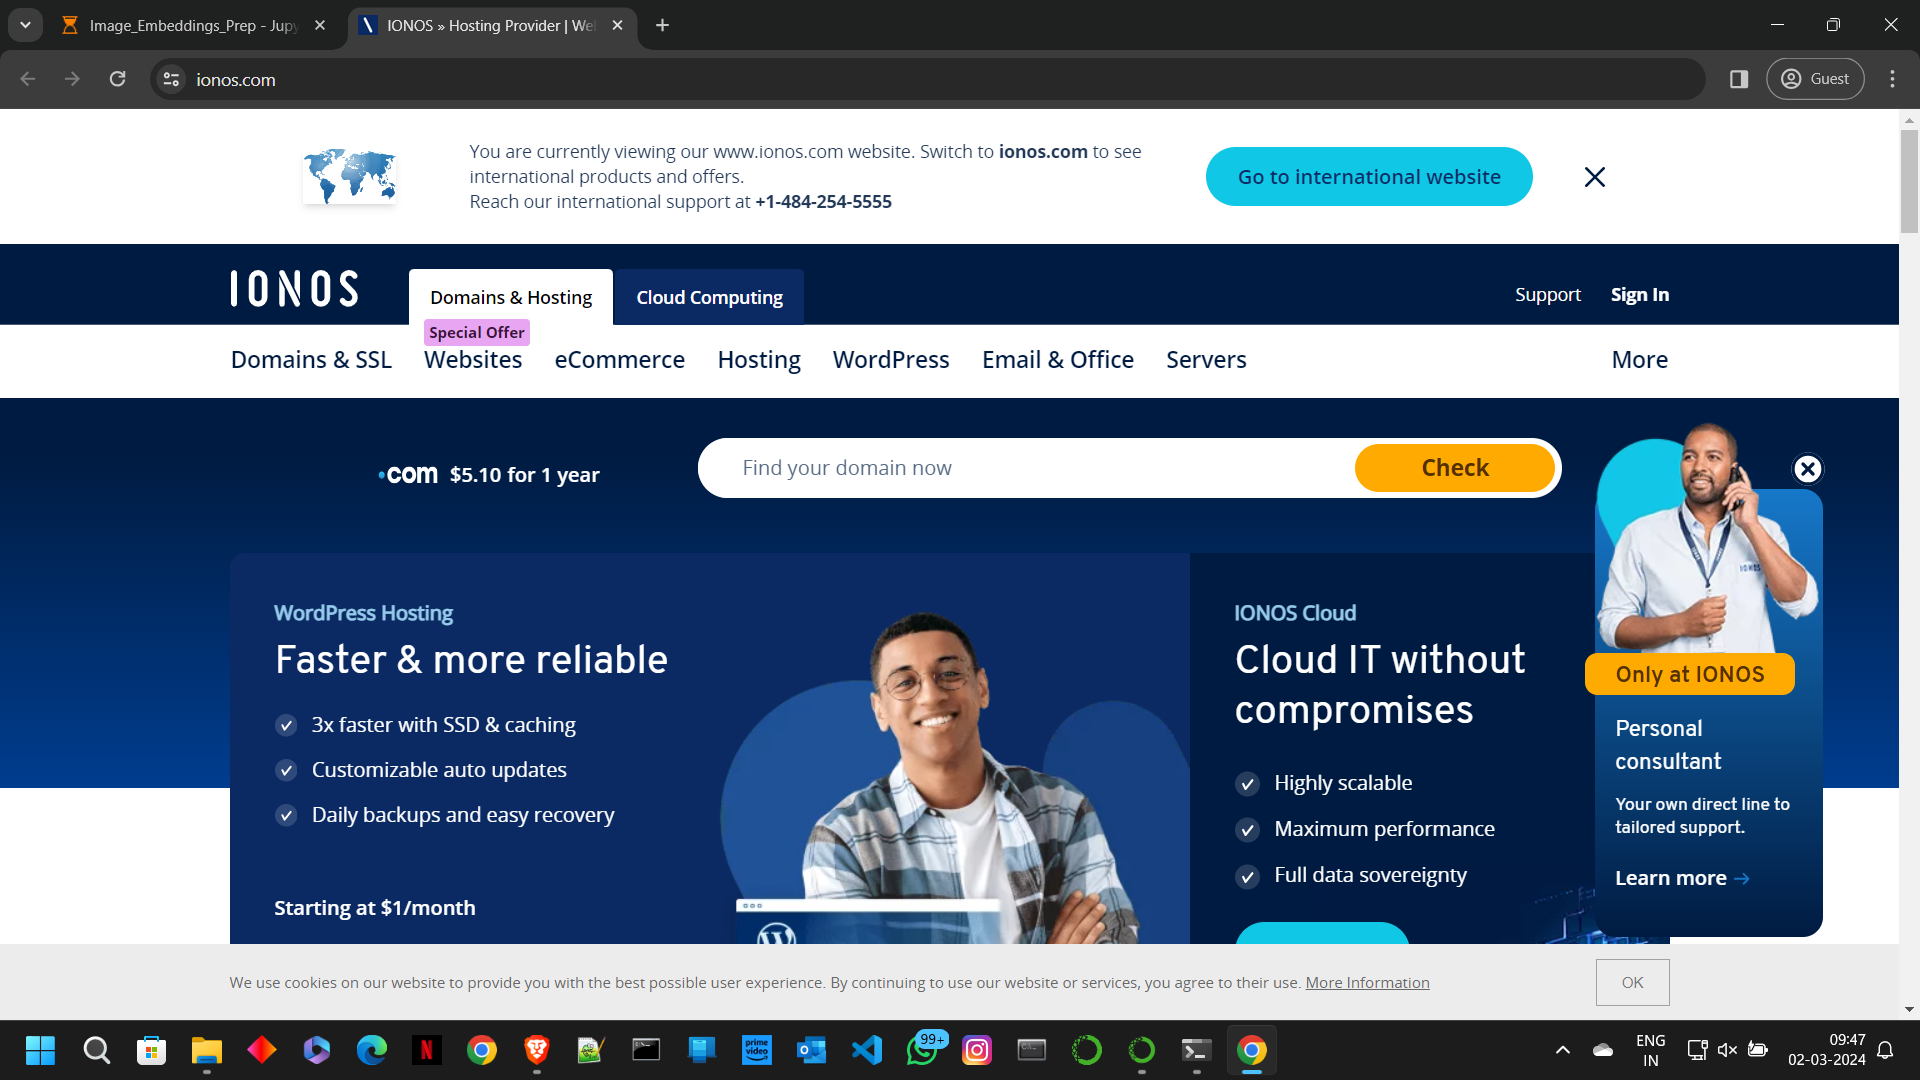 Image_Embeddings_Prep - Jupy
IONOS » Hosting Provider | We
ionos.com
Guest
You are currently viewing our www.ionos.com website. Switch to ionos.com to see
international products and offers.
Reach our international support at +1-484-254-5555
Go to international website
IONOS
Domains & Hosting
Cloud Computing
Support
Sign In
Special Offer
Domains & SSL
Websites
eCommerce
Hosting
WordPress
Email & Office
Servers
More
.com $5.10 for 1 year
Find your domain now
Check
WordPress Hosting
Faster & more reliable
3x faster with SSD & caching
Customizable auto updates
Daily backups and easy recovery
Starting at $1/month
IONOS Cloud
Cloud IT without
compromises
Highly scalable
Maximum performance
Full data sovereignty
IONOS
Only at IONOS
Personal
consultant
Your own direct line to
tailored support.
Learn more →
We use cookies on our website to provide you with the best possible user experience. By continuing to use our website or services, you agree to their use. More Information
OK
prime video
99+
ENG
IN
09:47
02-03-2024